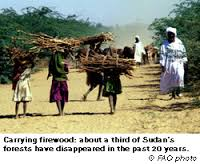 Carrying firewood: about a third of Sudan's
forests have disappeared in the past 20 years.
© FAO photo